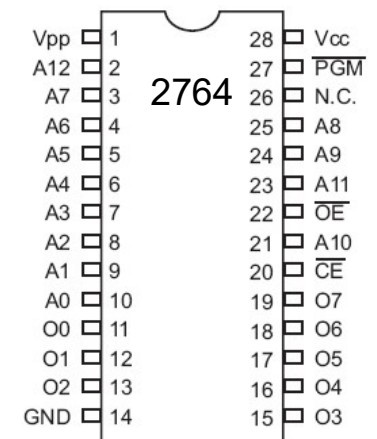 Vpp 1 28 Vcc
A12 2 27 PGM
A7 3 2764 26 N.C.
A6 4 25 A8
A5 5 24 A9
A4 6 23 A11
A3 7 22 OE
A2 8 21 A10
A1 9 20 CE
A0 10 19 O7
O0 11 18 O6
O1 12 17 O5
O2 13 16 O4
GND 14 15 O3